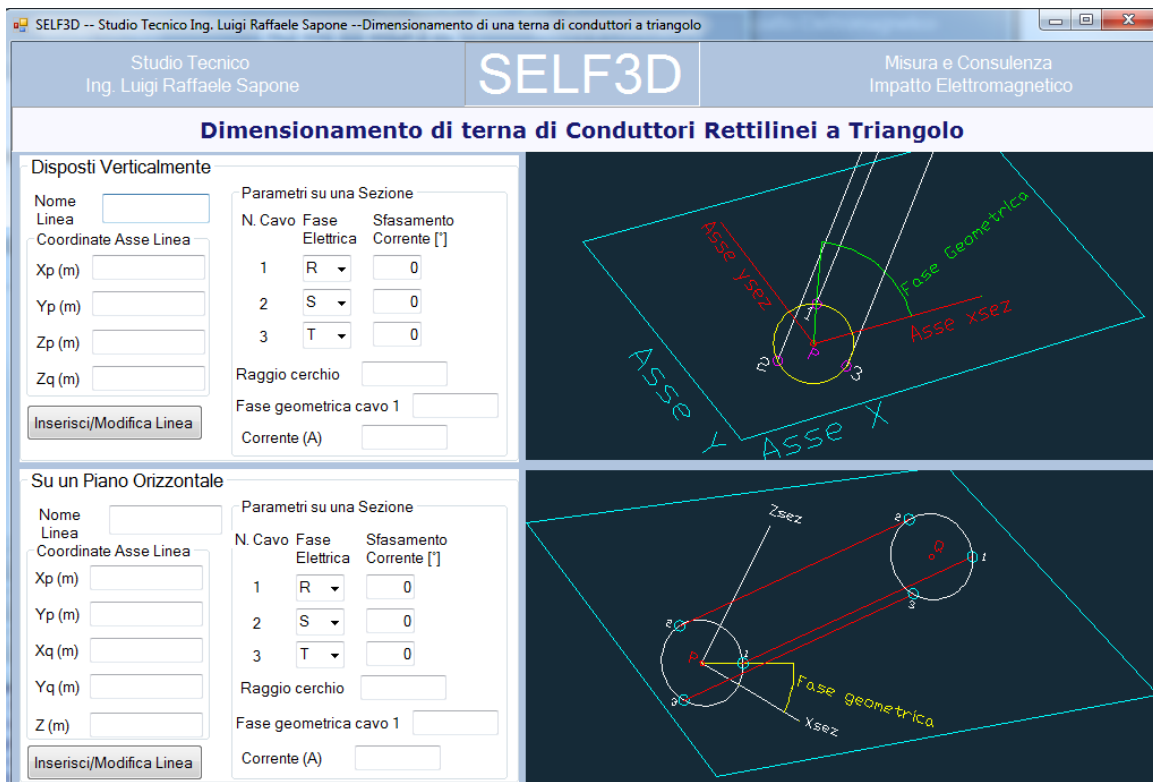 SELF3D -- Studio Tecnico Ing. Luigi Raffaele Sapone --Dimensionamento di una terna di conduttori a triangolo
Studio Tecnico
Ing. Luigi Raffaele Sapone
SELF3D
Misura e Consulenza
Impatto Elettromagnetico
Dimensionamento di terna di Conduttori Rettilinei a Triangolo
Disposti Verticalmente
Nome
Linea
Coordinate Asse Linea
Xp (m)
Yp (m)
Zp (m)
Zq (m)
Inserisci/Modifica Linea
Parametri su una Sezione
N. Cavo Fase Elettrica Sfasamento Corrente [°]
1 R 0
2 S 0
3 T 0
Raggio cerchio
Fase geometrica cavo 1
Corrente (A)
Asse ysez
Fase Geometrica
Asse xsez
1
P
2
3
Asse Y
Asse X
Su un Piano Orizzontale
Nome
Linea
Coordinate Asse Linea
Xp (m)
Yp (m)
Xq (m)
Yq (m)
Z (m)
Inserisci/Modifica Linea
Parametri su una Sezione
N. Cavo Fase Elettrica Sfasamento Corrente [°]
1 R 0
2 S 0
3 T 0
Raggio cerchio
Fase geometrica cavo 1
Corrente (A)
Zsez
2
Q
1
3
2
P
1
3
Fase geometrica
Xsez